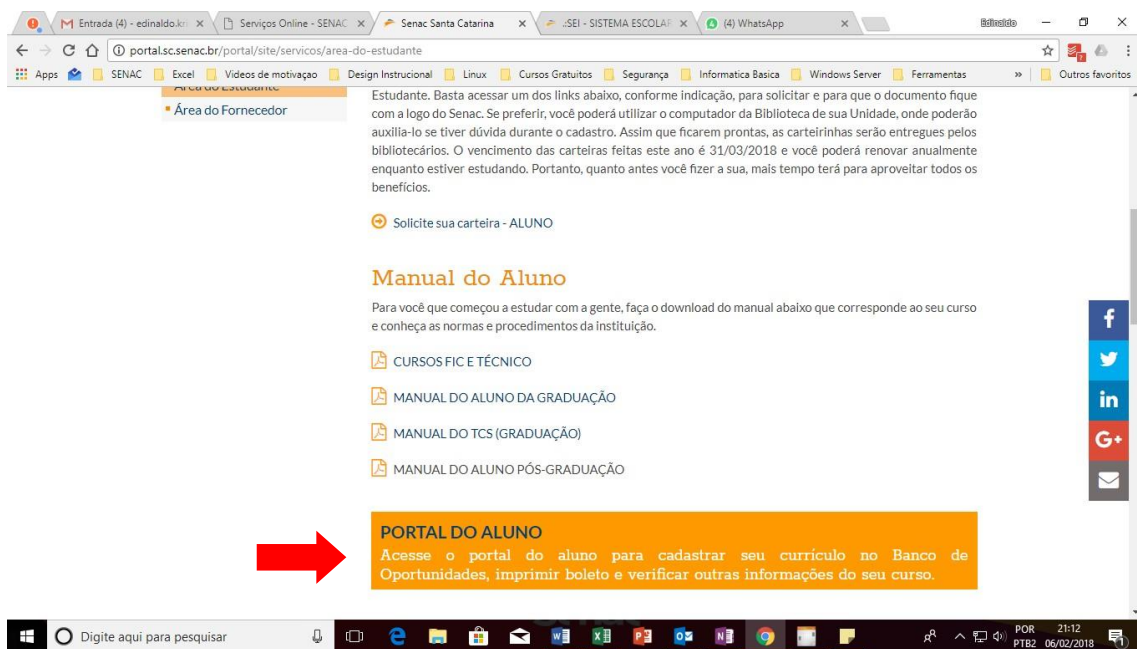 Entrada (4) - edinaldo.kn
Serviços Online - SENAC
Senac Santa Catarina
.:SEI - SISTEMA ESCOLAR
(4) WhatsApp
Edinaldo
portal.sc.senac.br/portal/site/servicos/area-do-estudante
Apps SENAC Excel Videos de motivaçao Design Instrucional Linux Cursos Gratuitos Segurança Informatica Basica Windows Server Ferramentas » Outros favoritos
Área do Estudante
Área do Fornecedor
Estudante. Basta acessar um dos links abaixo, conforme indicação, para solicitar e para que o documento fique
com a logo do Senac. Se preferir, você poderá utilizar o computador da Biblioteca de sua Unidade, onde poderão
auxilia-lo se tiver dúvida durante o cadastro. Assim que ficarem prontas, as carteirinhas serão entregues pelos
bibliotecários. O vencimento das carteiras feitas este ano é 31/03/2018 e você poderá renovar anualmente
enquanto estiver estudando. Portanto, quanto antes você fizer a sua, mais tempo terá para aproveitar todos os
benefícios.
Solicite sua carteira - ALUNO
Manual do Aluno
Para você que começou a estudar com a gente, faça o download do manual abaixo que corresponde ao seu curso
e conheça as normas e procedimentos da instituição.
CURSOS FIC E TÉCNICO
MANUAL DO ALUNO DA GRADUAÇÃO
MANUAL DO TCS (GRADUAÇÃO)
MANUAL DO ALUNO PÓS-GRADUAÇÃO
PORTAL DO ALUNO
Acesse o portal do aluno para cadastrar seu currículo no Banco de
Oportunidades, imprimir boleto e verificar outras informações do seu curso.
f
in
G+
Digite aqui para pesquisar
POR
PTB2
21:12
06/02/2018